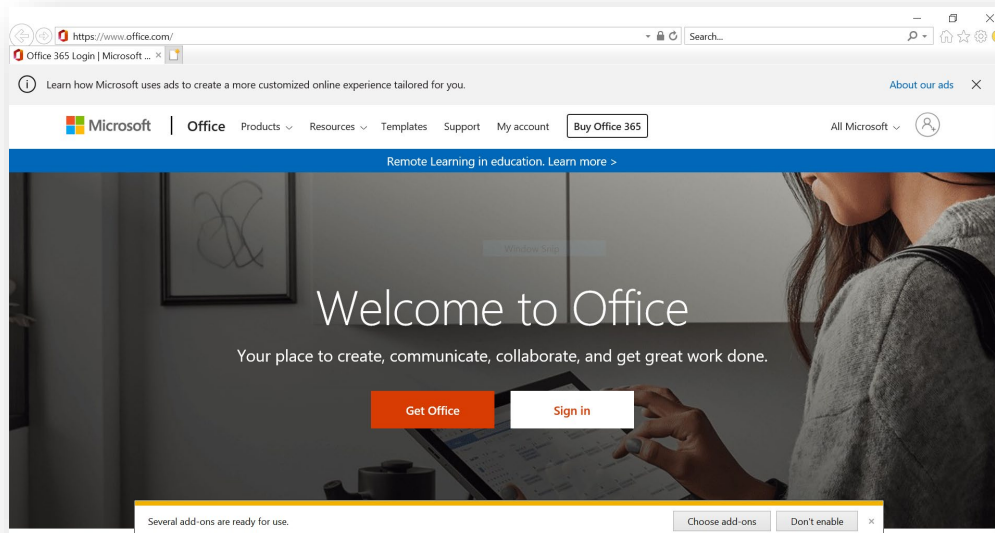 https://www.office.com/
Search...
Office 365 Login | Microsoft ...
Learn how Microsoft uses ads to create a more customized online experience tailored for you.
About our ads
Microsoft
Office
Products
Resources
Templates
Support
My account
Buy Office 365
All Microsoft
Remote Learning in education. Learn more >
Window help
Welcome to Office
Your place to create, communicate, collaborate, and get great work done.
Get Office
Sign in
Several add-ons are ready for use.
Choose add-ons
Don't enable